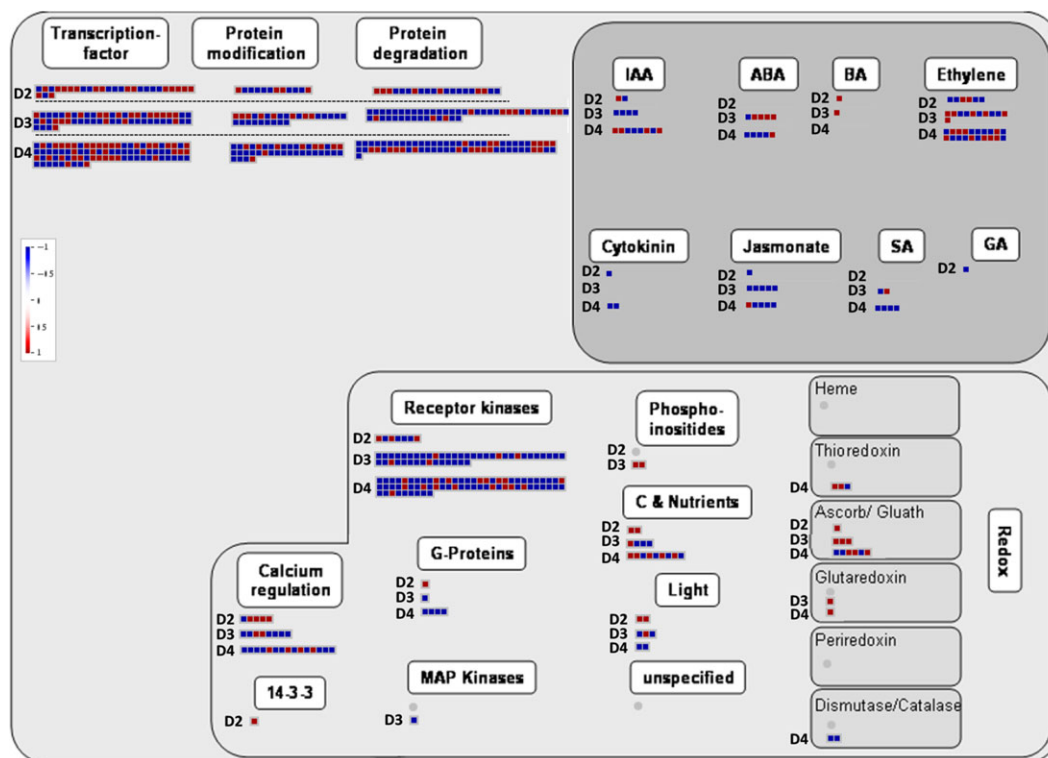 Transcription-
factor
Protein
modification
Protein
degradation
D2
D3
D4
IAA
D2
D3
D4
ABA
D2
D3
D4
BA
D2
D3
D4
Ethylene
D2
D3
D4
Cytokinin
D2
D3
D4
Jasmonate
D2
D3
D4
SA
D2
D3
D4
GA
D2
1
Receptor kinases
D2
D3
D4
Phospho-
inositides
D2
D3
C & Nutrients
D2
D3
D4
G-Proteins
D2
D3
D4
Light
D2
D3
D4
Calcium
regulation
D2
D3
D4
14-3-3
D2
MAP Kinases
D3
unspecified
Heme
Thioredoxin
D4
Ascorb/ Gluath
D2
D3
D4
Glutaredoxin
D3
D4
Periredoxin
Dismutase/Catalase
D4
Redox